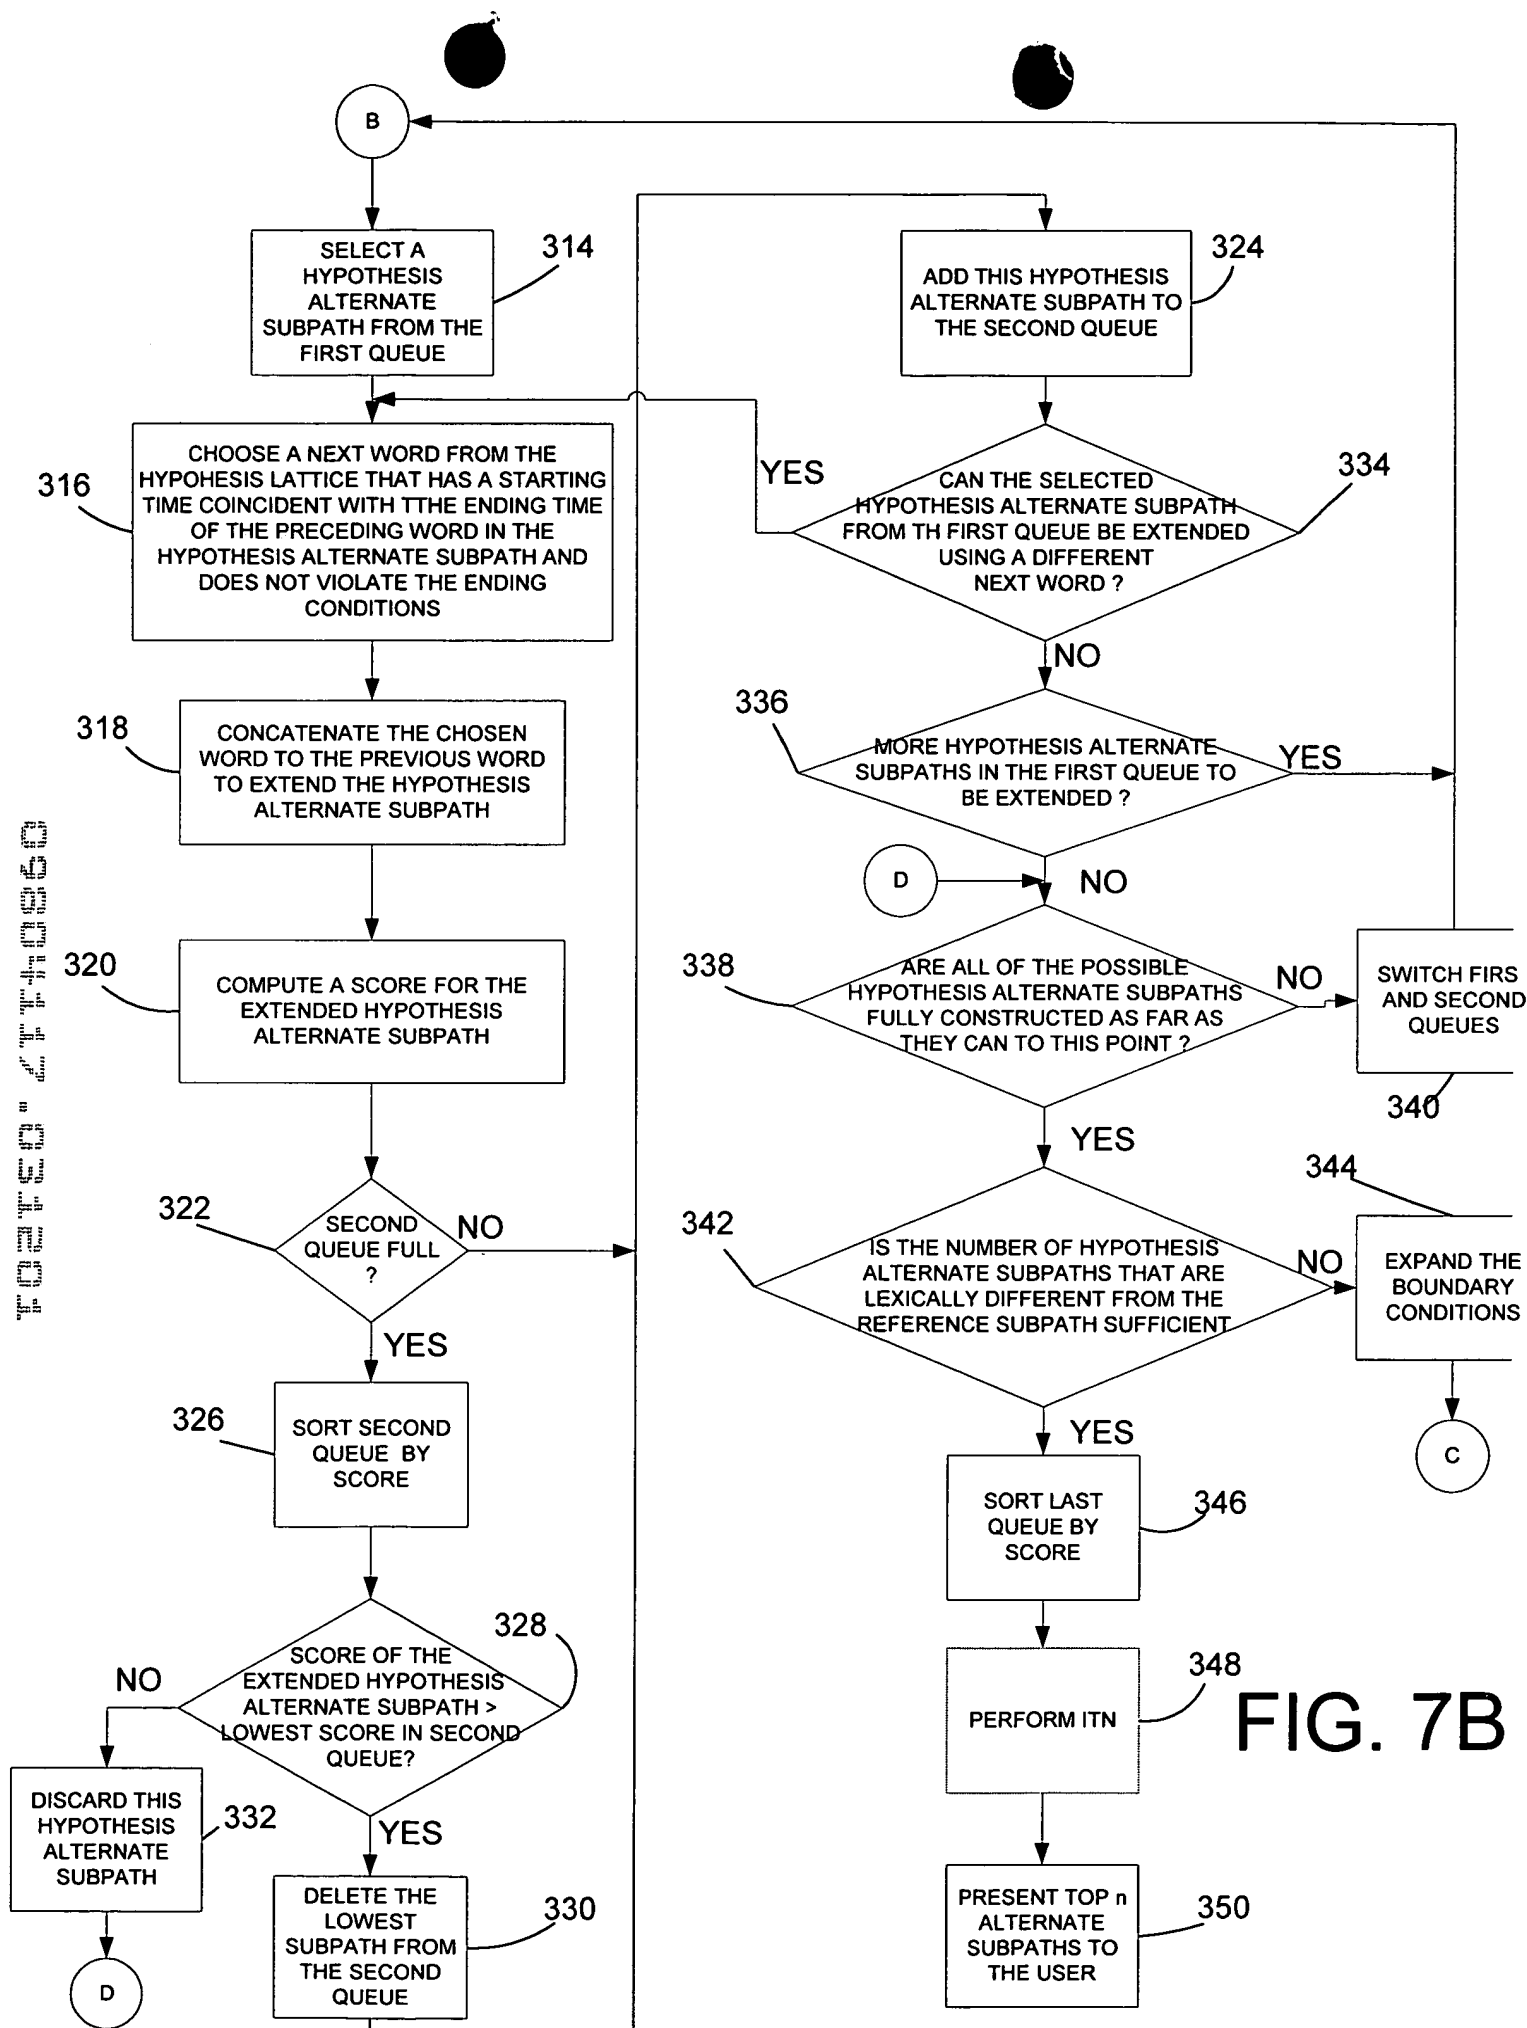 B
SELECT A
HYPOTHESIS
ALTERNATE
SUBPATH FROM THE
FIRST QUEUE
314
CHOOSE A NEXT WORD FROM THE
HYPOHESIS LATTICE THAT HAS A STARTING
TIME COINCIDENT WITH TTHE ENDING TIME
OF THE PRECEDING WORD IN THE
HYPOTHESIS ALTERNATE SUBPATH AND
DOES NOT VIOLATE THE ENDING
CONDITIONS
316
CONCATENATE THE CHOSEN
WORD TO THE PREVIOUS WORD
TO EXTEND THE HYPOTHESIS
ALTERNATE SUBPATH
318
COMPUTE A SCORE FOR THE
EXTENDED HYPOTHESIS
ALTERNATE SUBPATH
320
SECOND
QUEUE FULL
?
322
NO
YES
SORT SECOND
QUEUE BY
SCORE
326
SCORE OF THE
EXTENDED HYPOTHESIS
ALTERNATE SUBPATH >
LOWEST SCORE IN SECOND
QUEUE?
328
NO
YES
DISCARD THIS
HYPOTHESIS
ALTERNATE
SUBPATH
332
D
DELETE THE
LOWEST
SUBPATH FROM
THE SECOND
QUEUE
330
ADD THIS HYPOTHESIS
ALTERNATE SUBPATH TO
THE SECOND QUEUE
324
CAN THE SELECTED
HYPOTHESIS ALTERNATE SUBPATH
FROM TH FIRST QUEUE BE EXTENDED
USING A DIFFERENT
NEXT WORD ?
334
YES
NO
MORE HYPOTHESIS ALTERNATE
SUBPATHS IN THE FIRST QUEUE TO
BE EXTENDED ?
336
YES
NO
D
ARE ALL OF THE POSSIBLE
HYPOTHESIS ALTERNATE SUBPATHS
FULLY CONSTRUCTED AS FAR AS
THEY CAN TO THIS POINT ?
338
NO
YES
SWITCH FIRS
AND SECOND
QUEUES
340
IS THE NUMBER OF HYPOTHESIS
ALTERNATE SUBPATHS THAT ARE
LEXICALLY DIFFERENT FROM THE
REFERENCE SUBPATH SUFFICIENT
342
NO
YES
EXPAND THE
BOUNDARY
CONDITIONS
344
C
SORT LAST
QUEUE BY
SCORE
346
PERFORM ITN
348
PRESENT TOP n
ALTERNATE
SUBPATHS TO
THE USER
350
FIG. 7B
09804117.031201